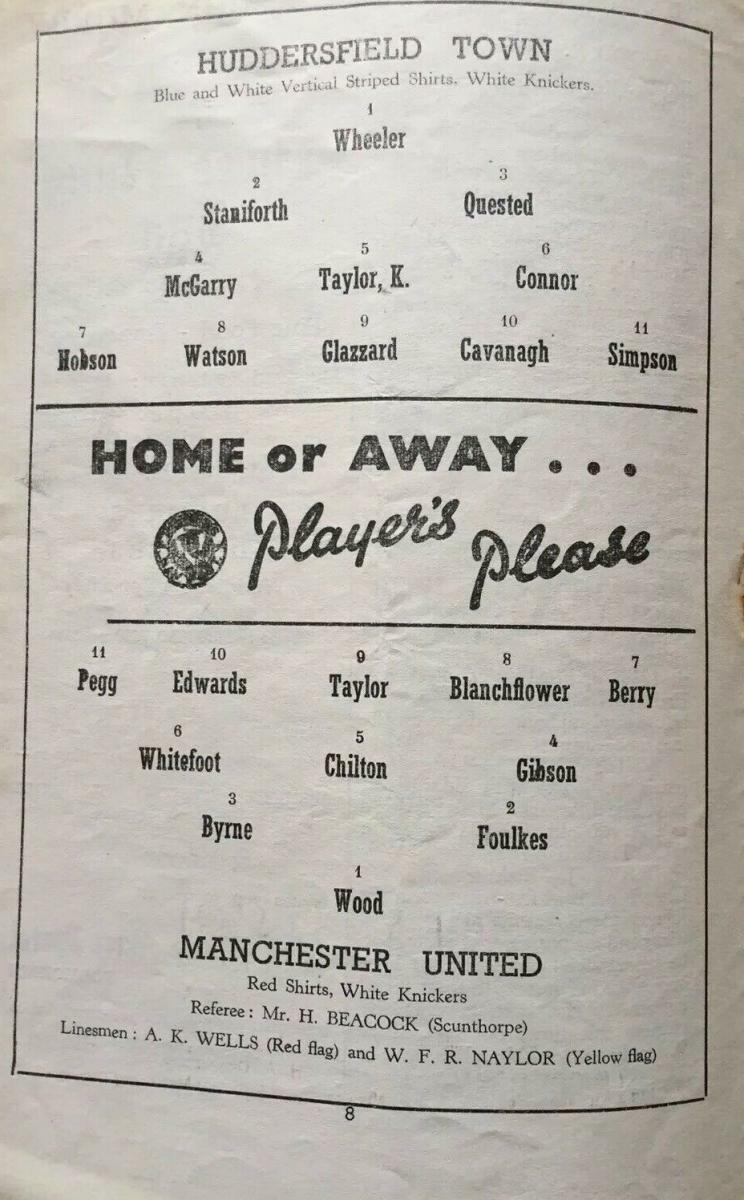 HUDDERSFIELD TOWN
Blue and White Vertical Striped Shirts. White Knickers.
1
Wheeler
2 3
Staniforth Quested
4 5 6
McGarry Taylor, K. Connor
7 8 9 10 11
Hobson Watson Glazzard Cavanagh Simpson
HOME or AWAY . . .
Player's Please
11 10 9 8 7
Pegg Edwards Taylor Blanchflower Berry
6 5 4
Whitefoot Chilton Gibson
3 2
Byrne Foulkes
1
Wood
MANCHESTER UNITED
Red Shirts, White Knickers
Referee : Mr. H. BEACOCK (Scunthorpe)
Linesmen : A. K. WELLS (Red flag) and W. F. R. NAYLOR (Yellow flag)
8